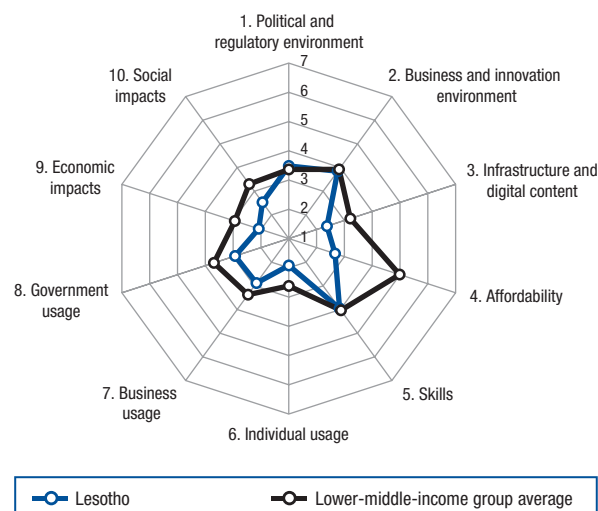 1. Political and
regulatory environment
2. Business and innovation
environment
3. Infrastructure and
digital content
4. Affordability
5. Skills
6. Individual usage
7. Business
usage
8. Government
usage
9. Economic
impacts
10. Social
impacts
7
6
5
4
3
2
1
Lesotho
Lower-middle-income group average